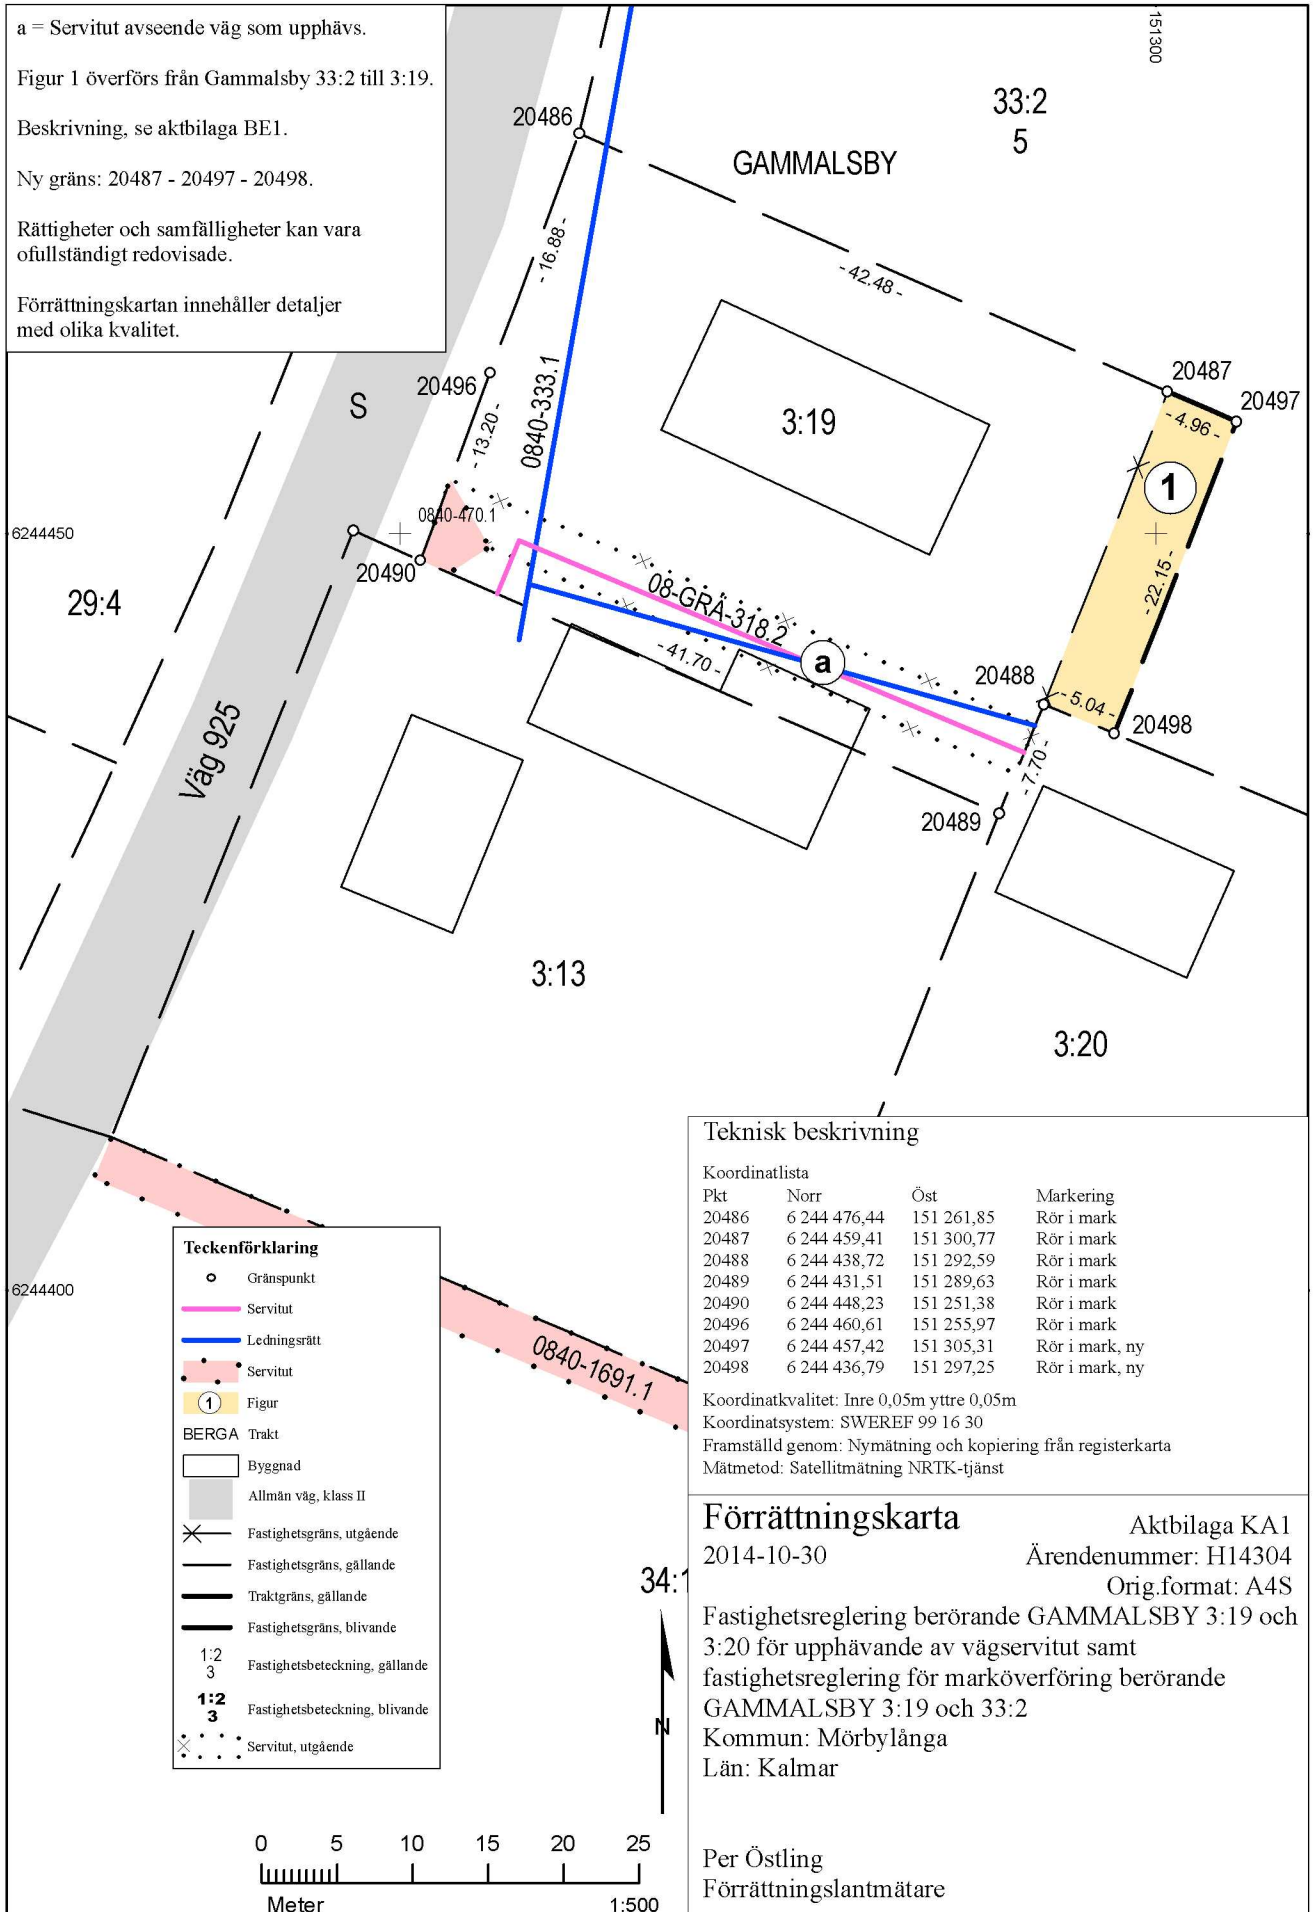 a = Servitut avseende väg som upphävs.
Figur 1 överförs från Gammalsby 33:2 till 3:19.
Beskrivning, se aktbilaga BE1.
Ny gräns: 20487 - 20497 - 20498.
Rättigheter och samfälligheter kan vara
ofullständigt redovisade.
Förrättningskartan innehåller detaljer
med olika kvalitet.
151300
33:2
5
GAMMALSBY
20486
- 16.88 -
- 42.48 -
20487
20497
20496
S
3:19
- 4.96 -
- 13.20 -
0840-333.1
1
0840-470.1
6244450
20490
29:4
08-GRÄ-318.2
- 22.15 -
- 41.70 -
a
20488
- 5.04 -
20498
Väg 925
- 7.70 -
20489
3:13
3:20
6244400
0840-1691.1
34:1
Teckenförklaring
Gränspunkt
Servitut
Ledningsrätt
Servitut
1 Figur
BERGA Trakt
Byggnad
Allmän väg, klass II
Fastighetsgräns, utgående
Fastighetsgräns, gällande
Traktgräns, gällande
Fastighetsgräns, blivande
1:2
3 Fastighetsbeteckning, gällande
1:2
3 Fastighetsbeteckning, blivande
Servitut, utgående
Teknisk beskrivning
Koordinatlista
Pkt Norr Öst Markering
20486 6 244 476,44 151 261,85 Rör i mark
20487 6 244 459,41 151 300,77 Rör i mark
20488 6 244 438,72 151 292,59 Rör i mark
20489 6 244 431,51 151 289,63 Rör i mark
20490 6 244 448,23 151 251,38 Rör i mark
20496 6 244 460,61 151 255,97 Rör i mark
20497 6 244 457,42 151 305,31 Rör i mark, ny
20498 6 244 436,79 151 297,25 Rör i mark, ny
Koordinatkvalitet: Inre 0,05m yttre 0,05m
Koordinatsystem: SWEREF 99 16 30
Framställd genom: Nymätning och kopiering från registerkarta
Mätmetod: Satellitmätning NRTK-tjänst
Förrättningskarta
2014-10-30
Aktbilaga KA1
Ärendenummer: H14304
Orig.format: A4S
Fastighetsreglering berörande GAMMALSBY 3:19 och
3:20 för upphävande av vägservitut samt
fastighetsreglering för marköverföring berörande
GAMMALSBY 3:19 och 33:2
Kommun: Mörbylånga
Län: Kalmar
Per Östling
Förrättningslantmätare
N
0 5 10 15 20 25
Meter 1:500